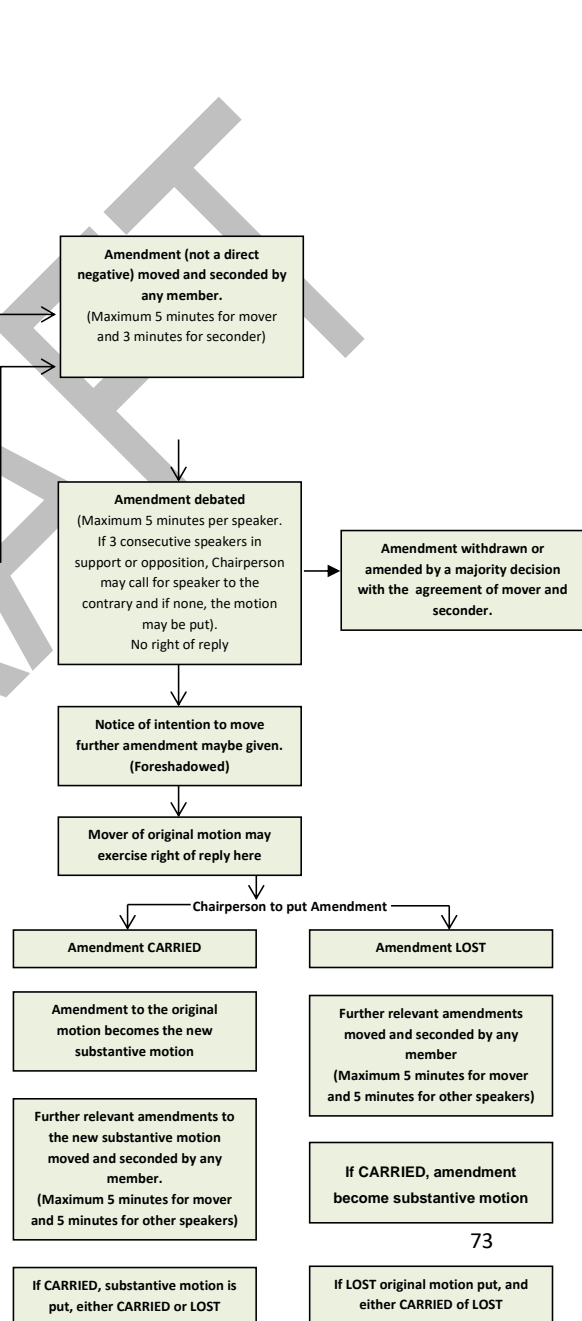 Amendment (not a direct
negative) moved and seconded by
any member.
(Maximum 5 minutes for mover
and 3 minutes for seconder)
Amendment debated
(Maximum 5 minutes per speaker.
If 3 consecutive speakers in
support or opposition, Chairperson
may call for speaker to the
contrary and if none, the motion
may be put).
No right of reply
Amendment withdrawn or
amended by a majority decision
with the agreement of mover and
seconder.
Notice of intention to move
further amendment maybe given.
(Foreshadowed)
Mover of original motion may
exercise right of reply here
Chairperson to put Amendment
Amendment CARRIED
Amendment to the original
motion becomes the new
substantive motion
Further relevant amendments to
the new substantive motion
moved and seconded by any
member.
(Maximum 5 minutes for mover
and 5 minutes for other speakers)
If CARRIED, substantive motion is
put, either CARRIED or LOST
Amendment LOST
Further relevant amendments
moved and seconded by any
member
(Maximum 5 minutes for mover
and 5 minutes for other speakers)
If CARRIED, amendment
become substantive motion
73
If LOST original motion put, and
either CARRIED of LOST